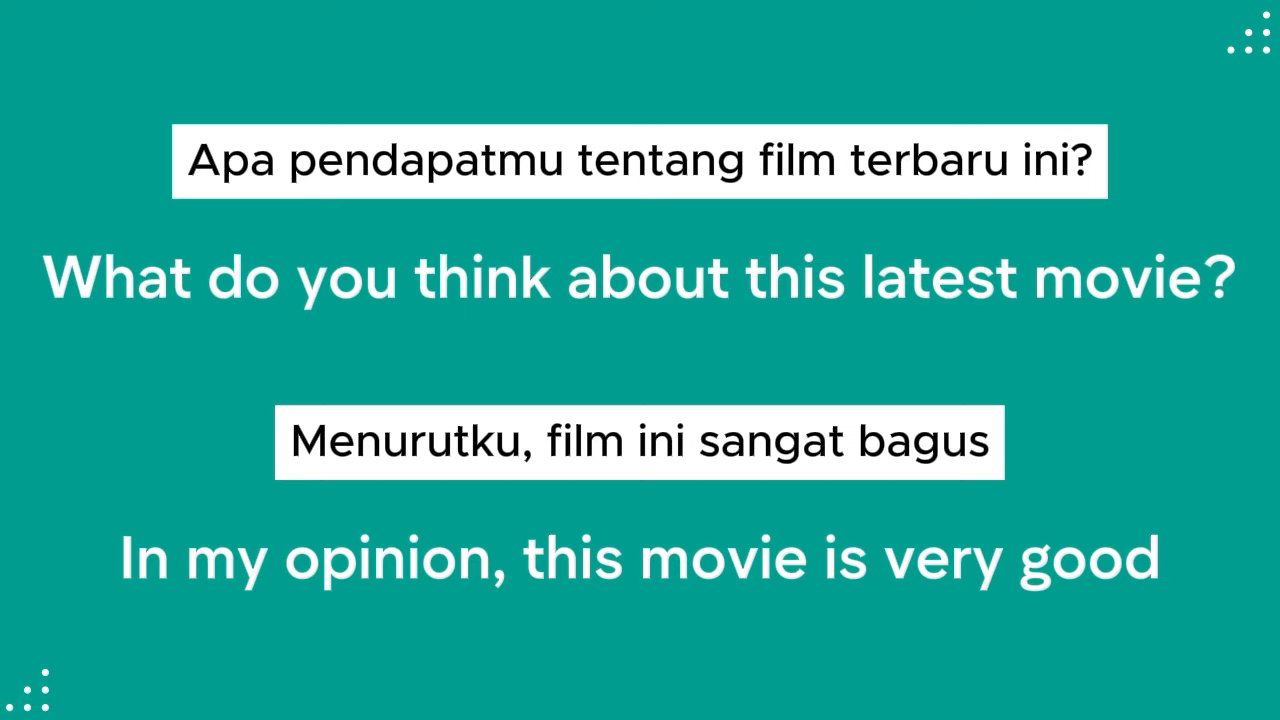 Apa pendapatmu tentang film terbaru ini?
What do you think about this latest movie?
Menurutku, film ini sangat bagus
In my opinion, this movie is very good